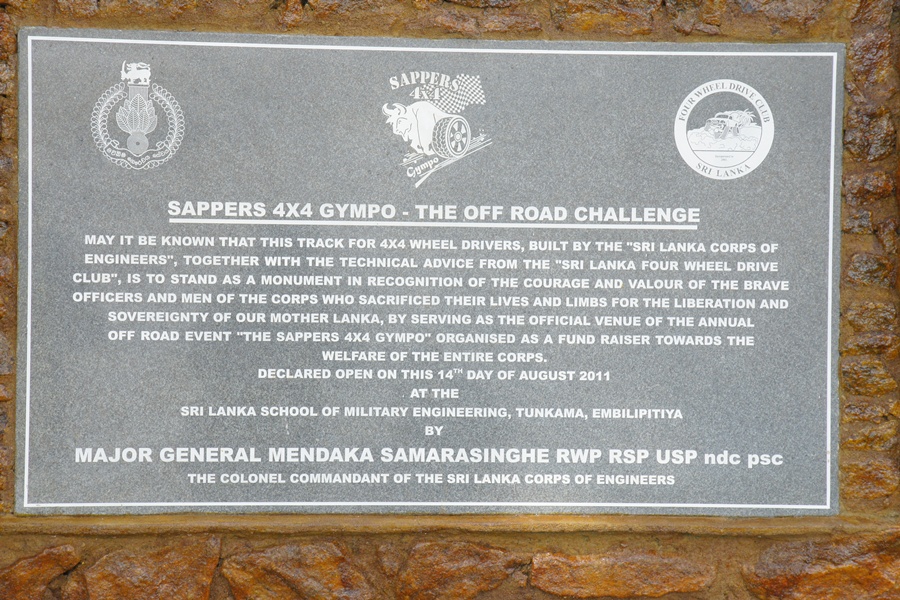 SAPPERS
4x4
Gympo
FOUR WHEEL DRIVE CLUB
SRI LANKA
SAPPERS 4X4 GYMPO - THE OFF ROAD CHALLENGE
MAY IT BE KNOWN THAT THIS TRACK FOR 4X4 WHEEL DRIVERS, BUILT BY THE "SRI LANKA CORPS OF
ENGINEERS", TOGETHER WITH THE TECHNICAL ADVICE FROM THE "SRI LANKA FOUR WHEEL DRIVE
CLUB", IS TO STAND AS A MONUMENT IN RECOGNITION OF THE COURAGE AND VALOUR OF THE BRAVE
OFFICERS AND MEN OF THE CORPS WHO SACRIFICED THEIR LIVES AND LIMBS FOR THE LIBERATION AND
SOVEREIGNTY OF OUR MOTHER LANKA, BY SERVING AS THE OFFICIAL VENUE OF THE ANNUAL
OFF ROAD EVENT "THE SAPPERS 4X4 GYMPO" ORGANISED AS A FUND RAISER TOWARDS THE
WELFARE OF THE ENTIRE CORPS.
DECLARED OPEN ON THIS 14TH DAY OF AUGUST 2011
AT THE
SRI LANKA SCHOOL OF MILITARY ENGINEERING, TUNKAMA, EMBILIPITIYA
BY
MAJOR GENERAL MENDAKA SAMARASINGHE RWP RSP USP ndc psc
THE COLONEL COMMANDANT OF THE SRI LANKA CORPS OF ENGINEERS